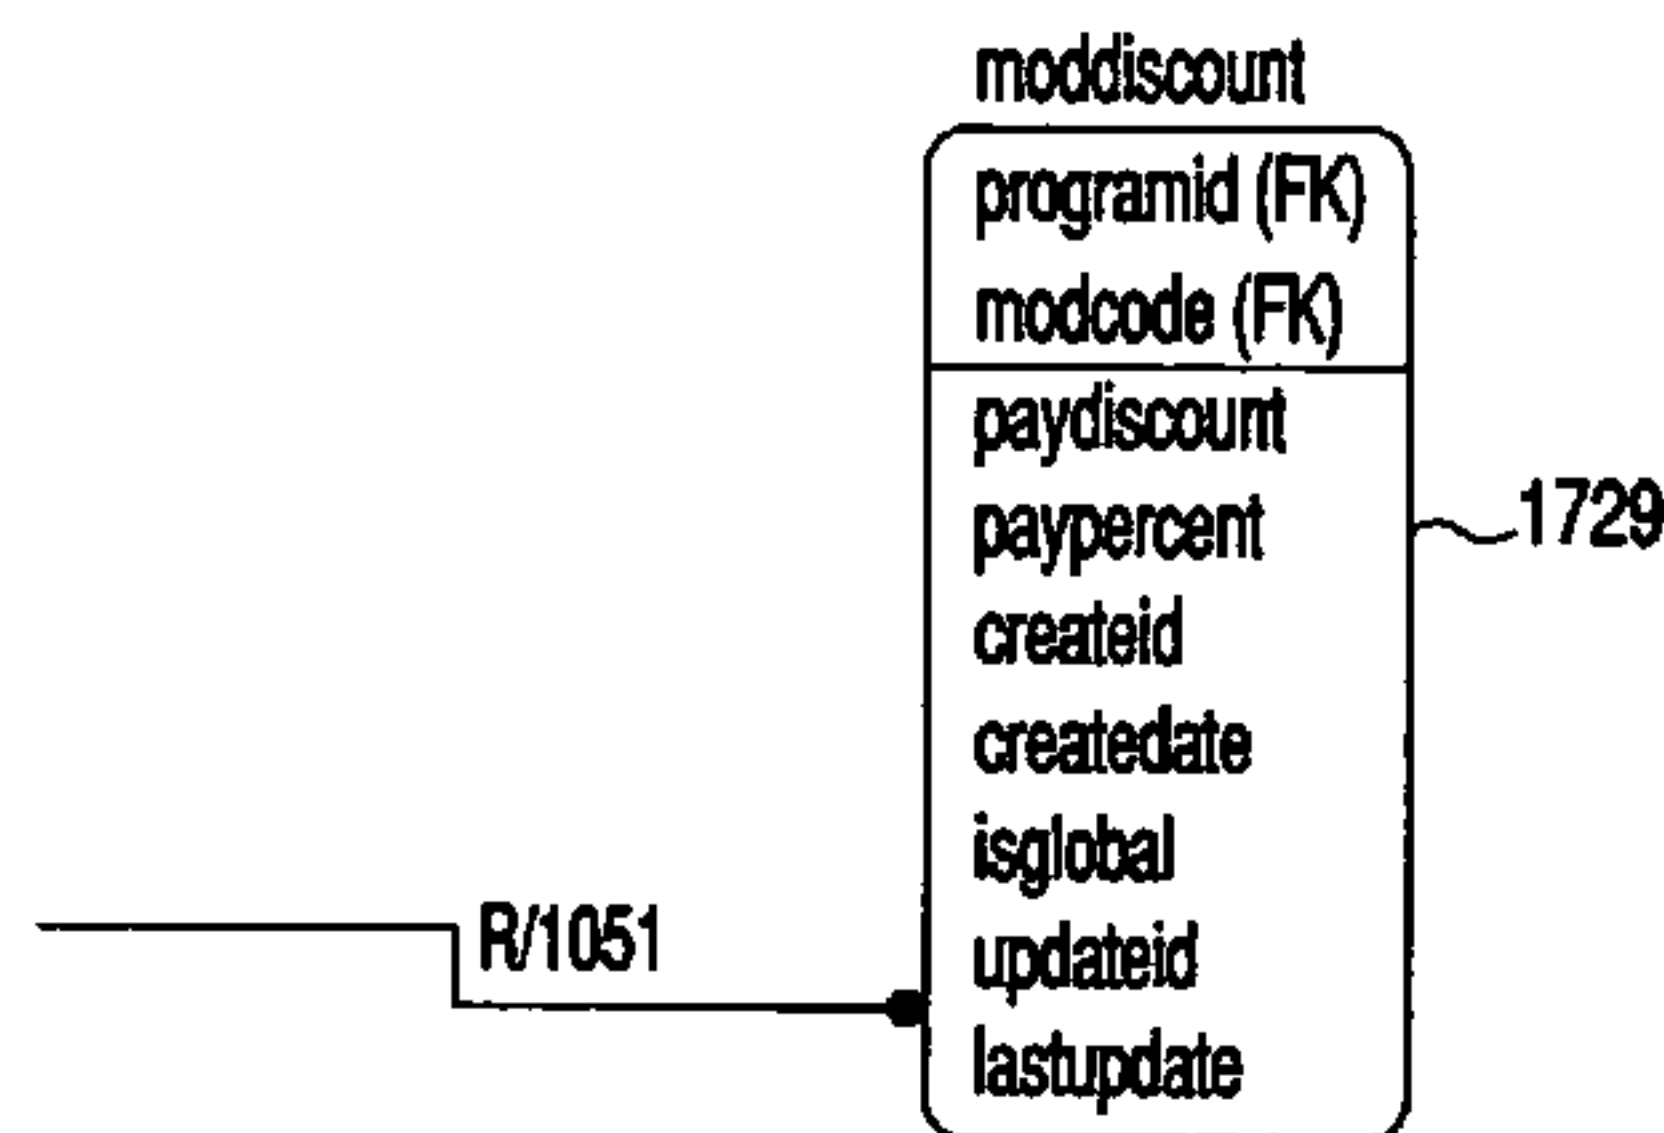 moddiscount
programid (FK)
modcode (FK)
paydiscount
paypercent
createid
createdate
isglobal
updateid
lastupdate
1729
R/1051